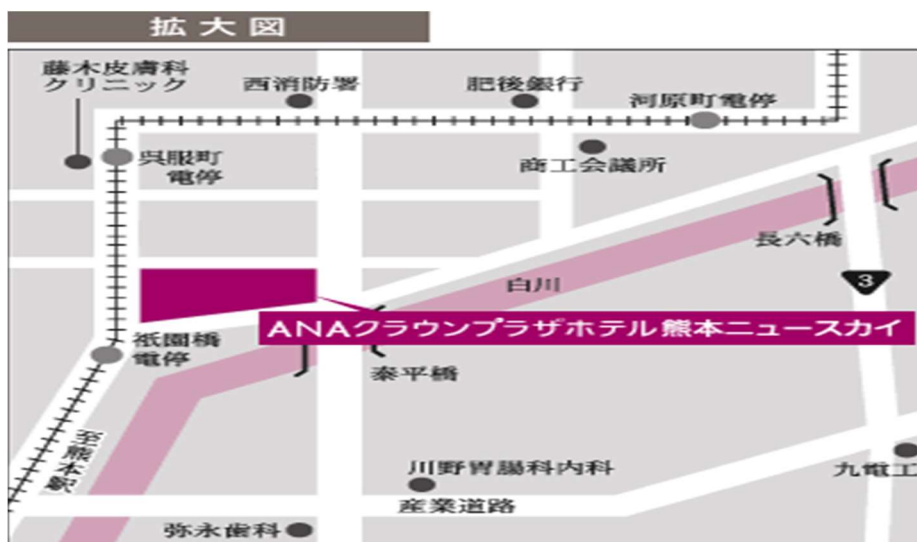 拡大図
藤木皮膚科
クリニック
西消防署
肥後銀行
河原町電停
呉服町
電停
商工会議所
長六橋
白川
3
ANAクラウンプラザホテル熊本ニュースカイ
祇園橋
電停
泰平橋
至熊本駅
川野胃腸科内科
九電工
産業道路
弥永歯科